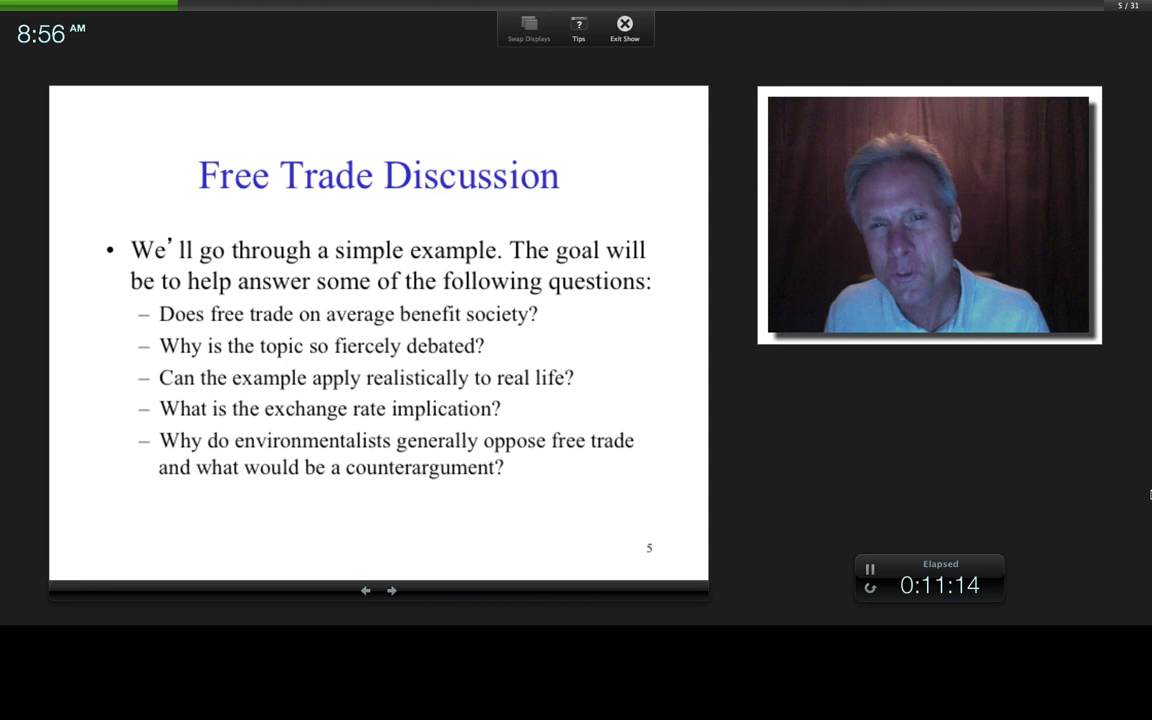 5 / 31
8:56 AM
Swap Displays
Tips
Exit Show
Free Trade Discussion
• We’ ll go through a simple example. The goal will
be to help answer some of the following questions:
– Does free trade on average benefit society?
– Why is the topic so fiercely debated?
– Can the example apply realistically to real life?
– What is the exchange rate implication?
– Why do environmentalists generally oppose free trade
and what would be a counterargument?
5
Elapsed
0:11:14